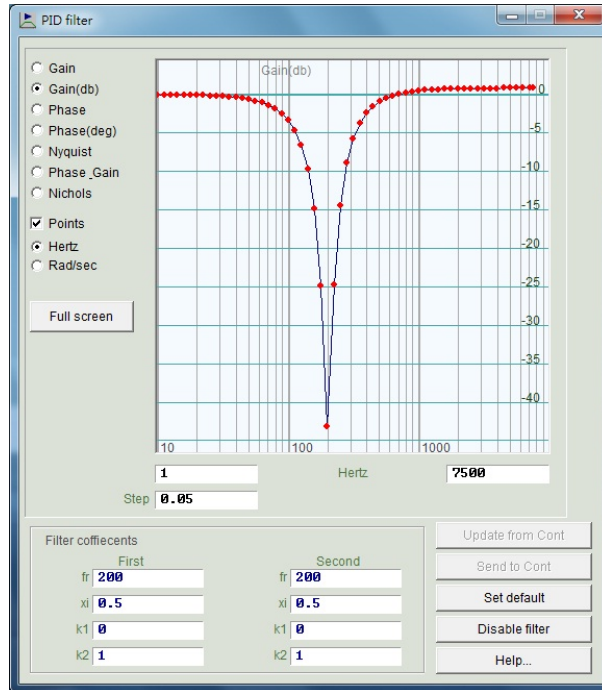 PID filter
Gain
Gain(db)
Phase
Phase(deg)
Nyquist
Phase_Gain
Nichols
Points
Hertz
Rad/sec
Full screen
Gain(db)
0
-5
-10
-15
-20
-25
-30
-35
-40
10 100 1000
1 Hertz 7500
Step 0.05
Filter coffiecents
First Second
fr 200 fr 200
xi 0.5 xi 0.5
k1 0 k1 0
k2 1 k2 1
Update from Cont
Send to Cont
Set default
Disable filter
Help...